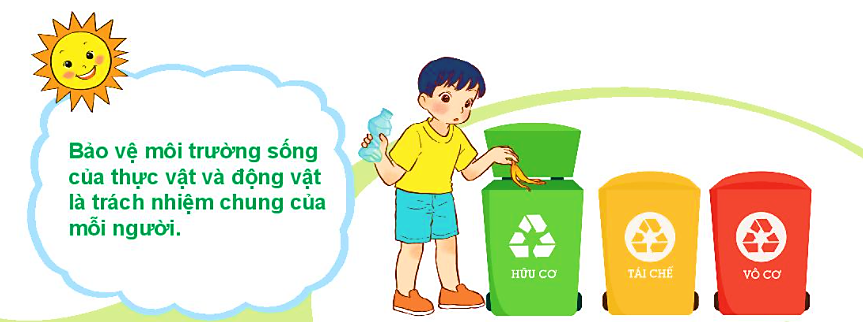 Bảo vệ môi trường sống
của thực vật và động vật
là trách nhiệm chung của
mỗi người.
HỮU CƠ
TÁI CHẾ
VÔ CƠ